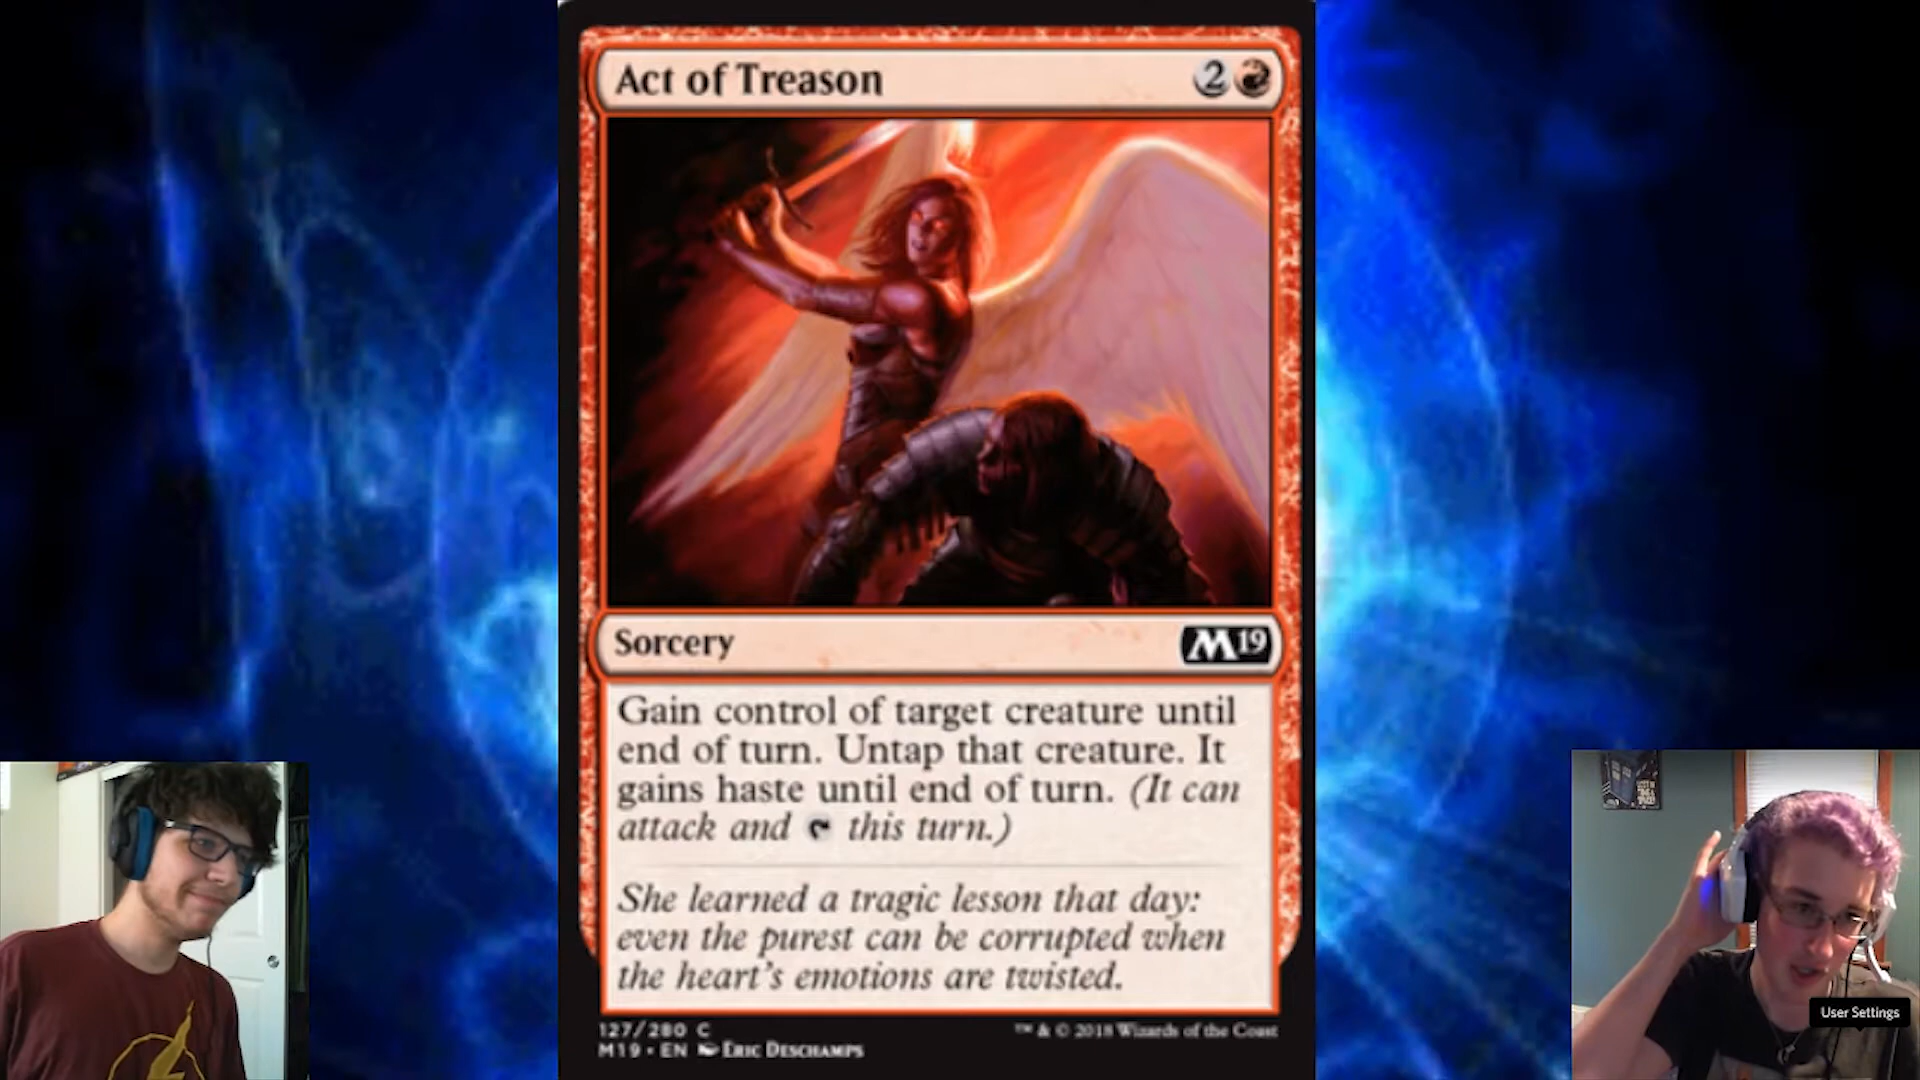 Act of Treason
2
Sorcery
M19
Gain control of target creature until
end of turn. Untap that creature. It
gains haste until end of turn. (It can
attack and this turn.)
She learned a tragic lesson that day:
even the purest can be corrupted when
the heart's emotions are twisted.
127/280 C
™ & © 2018 Wizards of the Coast
M19 • EN Eric Deschamps
User Settings